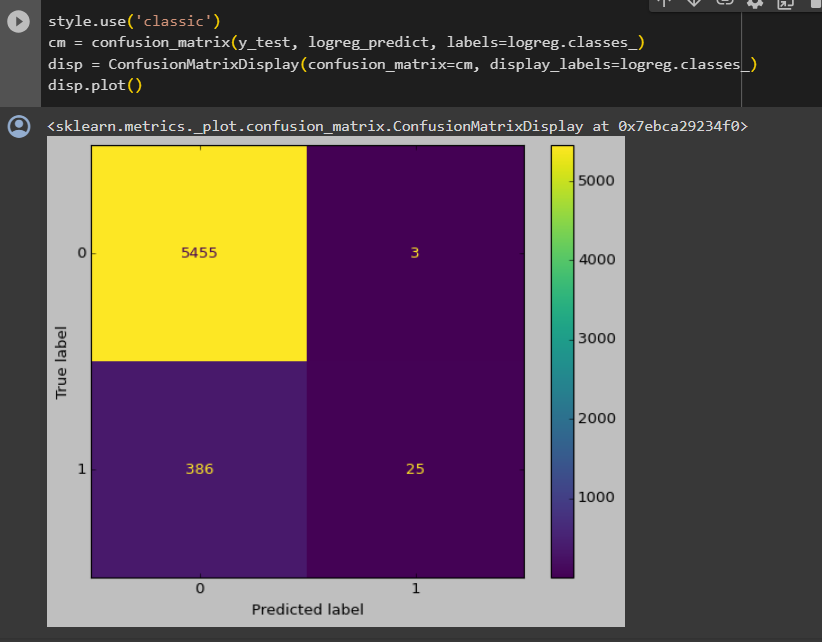 style.use('classic')
cm = confusion_matrix(y_test, logreg_predict, labels=logreg.classes_)
disp = ConfusionMatrixDisplay(confusion_matrix=cm, display_labels=logreg.classes_)
disp.plot()
<sklearn.metrics._plot.confusion_matrix.ConfusionMatrixDisplay at 0x7ebca29234f0>
5000
0 5455 3
4000
True label
3000
2000
1 386 25
1000
0 1
Predicted label